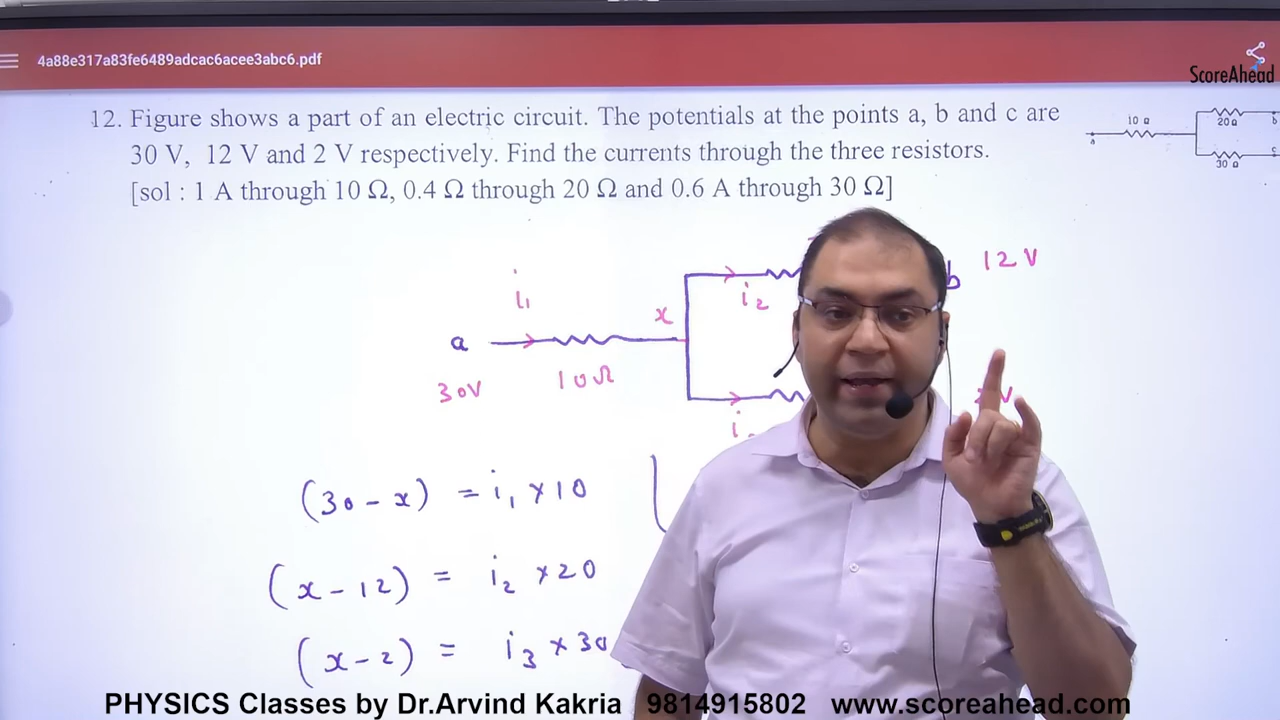 4a88e317a83fe6489adcac6acee3abc6.pdf
ScoreAhead
12. Figure shows a part of an electric circuit. The potentials at the points a, b and c are
30 V, 12 V and 2 V respectively. Find the currents through the three resistors.
[sol : 1 A through 10 Ω, 0.4 Ω through 20 Ω and 0.6 A through 30 Ω]
10 Ω
20Ω
30 Ω
a
b
c
i₁
x
i₂
b
12 V
a
30V
10Ω
V
i
(30 - x) = i₁ × 10
(x - 12) = i₂ × 20
(x - 2) = i₃ × 30
PHYSICS Classes by Dr.Arvind Kakria 9814915802 www.scoreahead.com